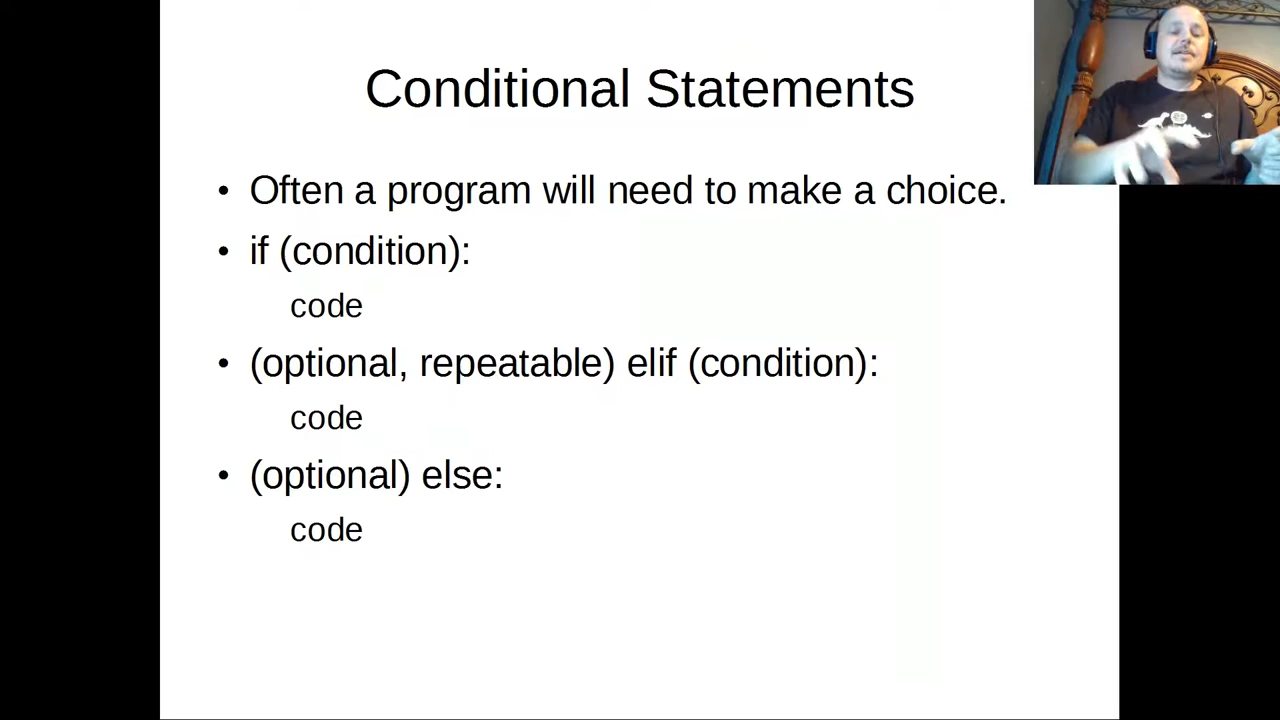 Conditional Statements
• Often a program will need to make a choice.
• if (condition):
code
• (optional, repeatable) elif (condition):
code
• (optional) else:
code